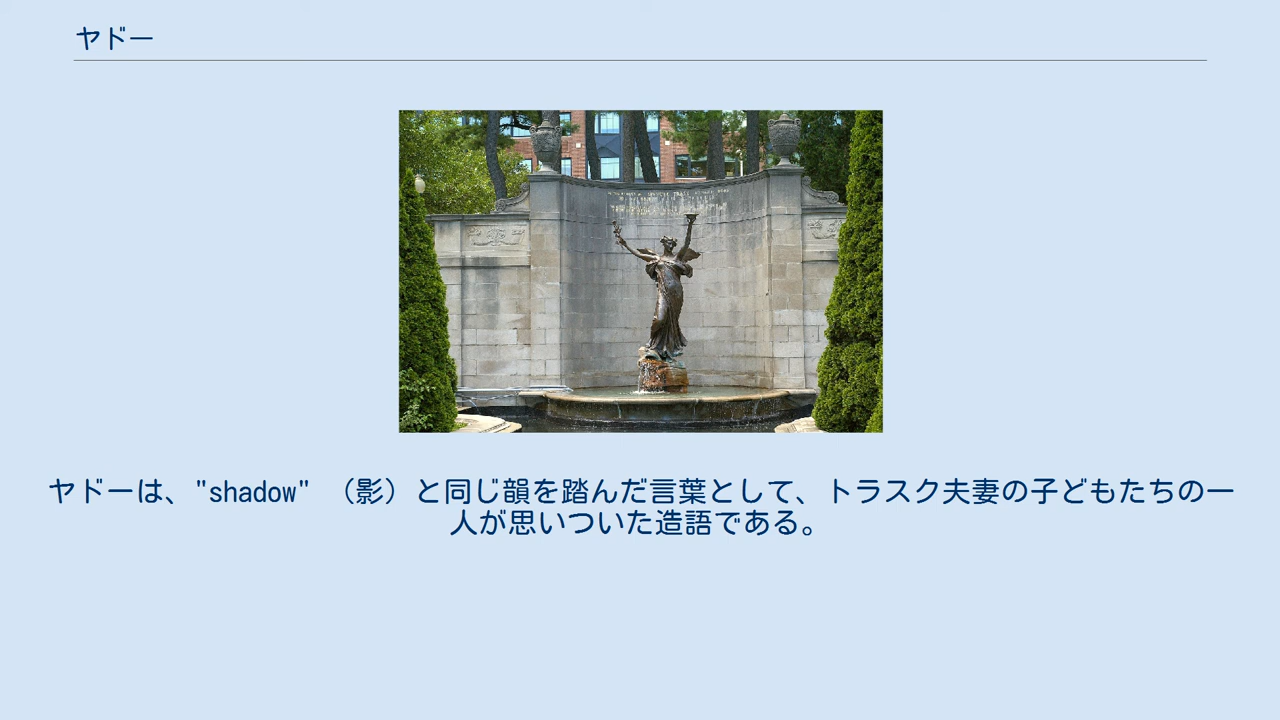 ヤドー
ヤドーは、"shadow" （影）と同じ韻を踏んだ言葉として、トラスク夫妻の子どもたちの一
人が思いついた造語である。